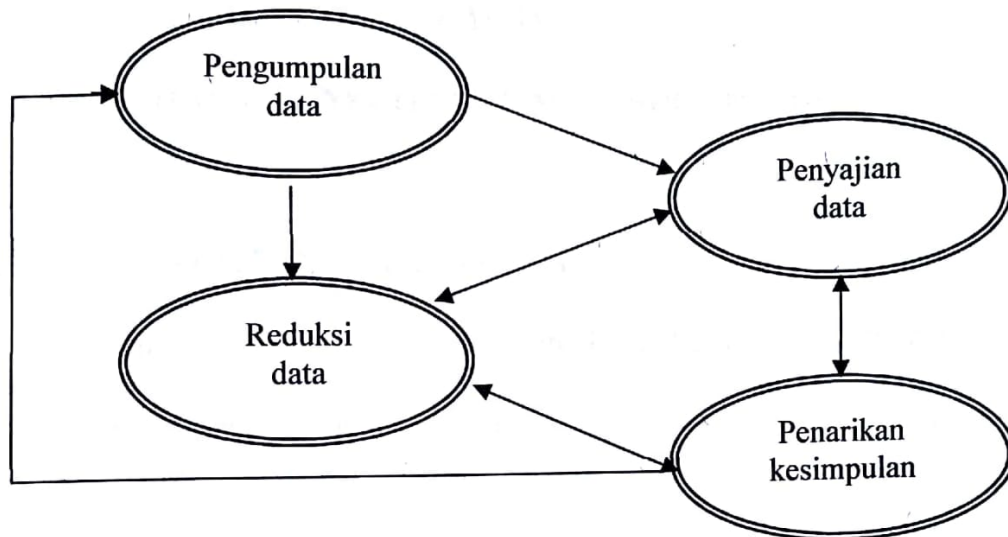 Pengumpulan
data
Penyajian
data
Reduksi
data
Penarikan
kesimpulan